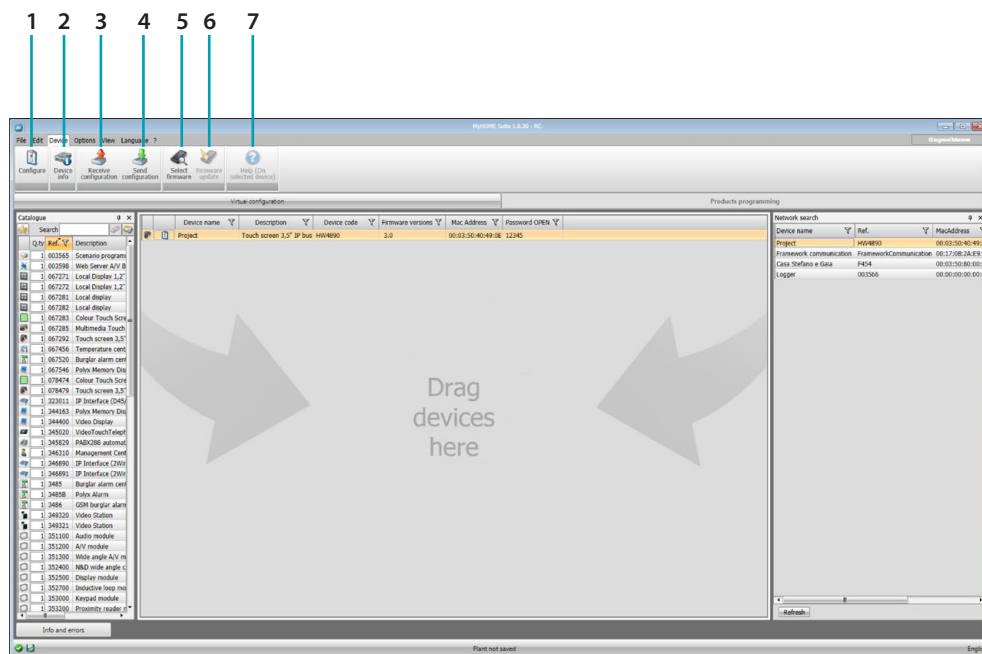 1 2 3 4 5 6 7
MyHOME Suite 1.0.30 - RC
File Edit Device Options View Language ?
Configure Device info Receive configuration Send configuration Select firmware Firmware update Help (On selected device)
Virtual configuration Products programming
Catalogue
Search
Q.ty Ref. Description
1 003565 Scenario programi
1 003598 Web Server A/V B
1 067271 Local Display 1,2"
1 067272 Local Display 1,2"
1 067281 Local display
1 067282 Local display
1 067283 Colour Touch Scre
1 067285 Multimedia Touch
1 067292 Touch screen 3,5"
1 067456 Temperature cent
1 067520 Burglar alarm cent
1 067546 Polyx Memory Dis
1 078474 Colour Touch Scre
1 078479 Touch screen 3,5"
1 323011 IP Interface (D45/
1 344163 Polyx Memory Dis
1 344400 Video Display
1 345020 VideoTouchTeleph
1 345829 PABX288 automat
1 346310 Management Cent
1 346890 IP Interface (2Wir
1 346891 IP Interface (2Wir
1 3485 Burglar alarm cent
1 3485B Polyx Alarm
1 3486 GSM burglar alarm
1 349320 Video Station
1 349321 Video Station
1 351100 Audio module
1 351200 A/V module
1 351300 Wide angle A/V m
1 352400 N&D wide angle c
1 352500 Display module
1 352700 Inductive loop mo
1 353000 Keypad module
1 353200 Proximity reader m
Device name Description Device code Firmware versions Mac Address Password OPEN
Project Touch screen 3,5" IP bus HW4890 3.0 00:03:50:40:49:0E 12345
Drag
devices
here
Network search
Device name Ref. MacAddress
Project HW4890 00:03:50:40:49:
Framework communication FrameworkCommunication 00:17:08:2A:E9:
Casa Stefano e Gaia F454 00:03:50:80:00:
Logger 003566 00:00:00:00:00:
Refresh
Info and errors
Plant not saved
Englis